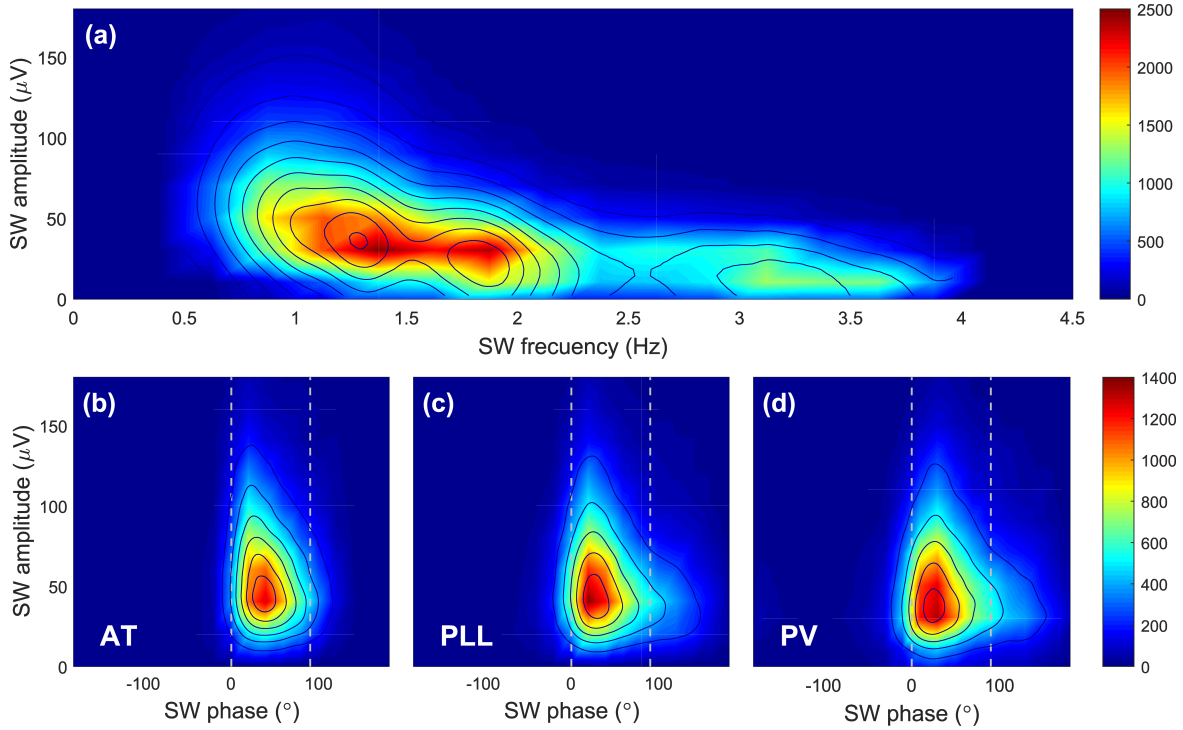 (a)
SW amplitude (μV)
150
100
50
0
0 0.5 1 1.5 2 2.5 3 3.5 4 4.5
SW frecuency (Hz)
2500
2000
1500
1000
500
0
(b) (c) (d)
SW amplitude (μV)
150
100
50
0
AT PLL PV
-100 0 100 -100 0 100 -100 0 100
SW phase (°) SW phase (°) SW phase (°)
1400
1200
1000
800
600
400
200
0